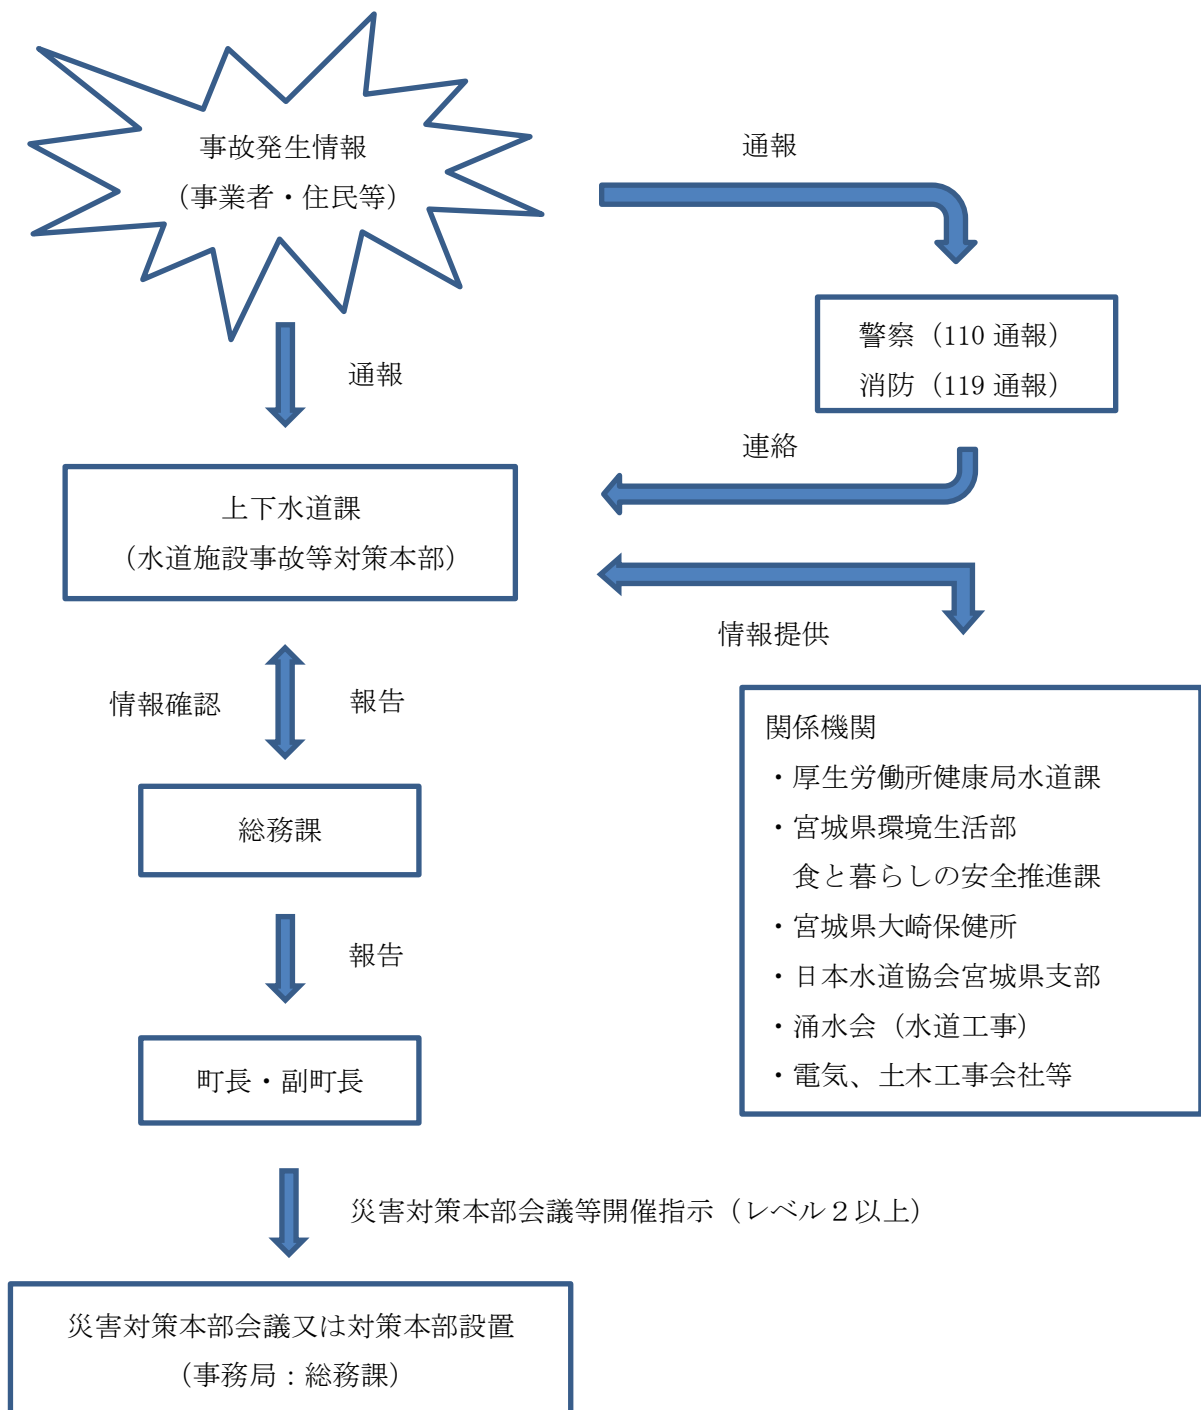 事故発生情報
（事業者・住民等）
通報
通報
警察（110 通報）
消防（119 通報）
連絡
上下水道課
（水道施設事故等対策本部）
情報提供
情報確認
報告
関係機関
・厚生労働所健康局水道課
・宮城県環境生活部
食と暮らしの安全推進課
・宮城県大崎保健所
・日本水道協会宮城県支部
・涌水会（水道工事）
・電気、土木工事会社等
総務課
報告
町長・副町長
災害対策本部会議等開催指示（レベル２以上）
災害対策本部会議又は対策本部設置
（事務局：総務課）